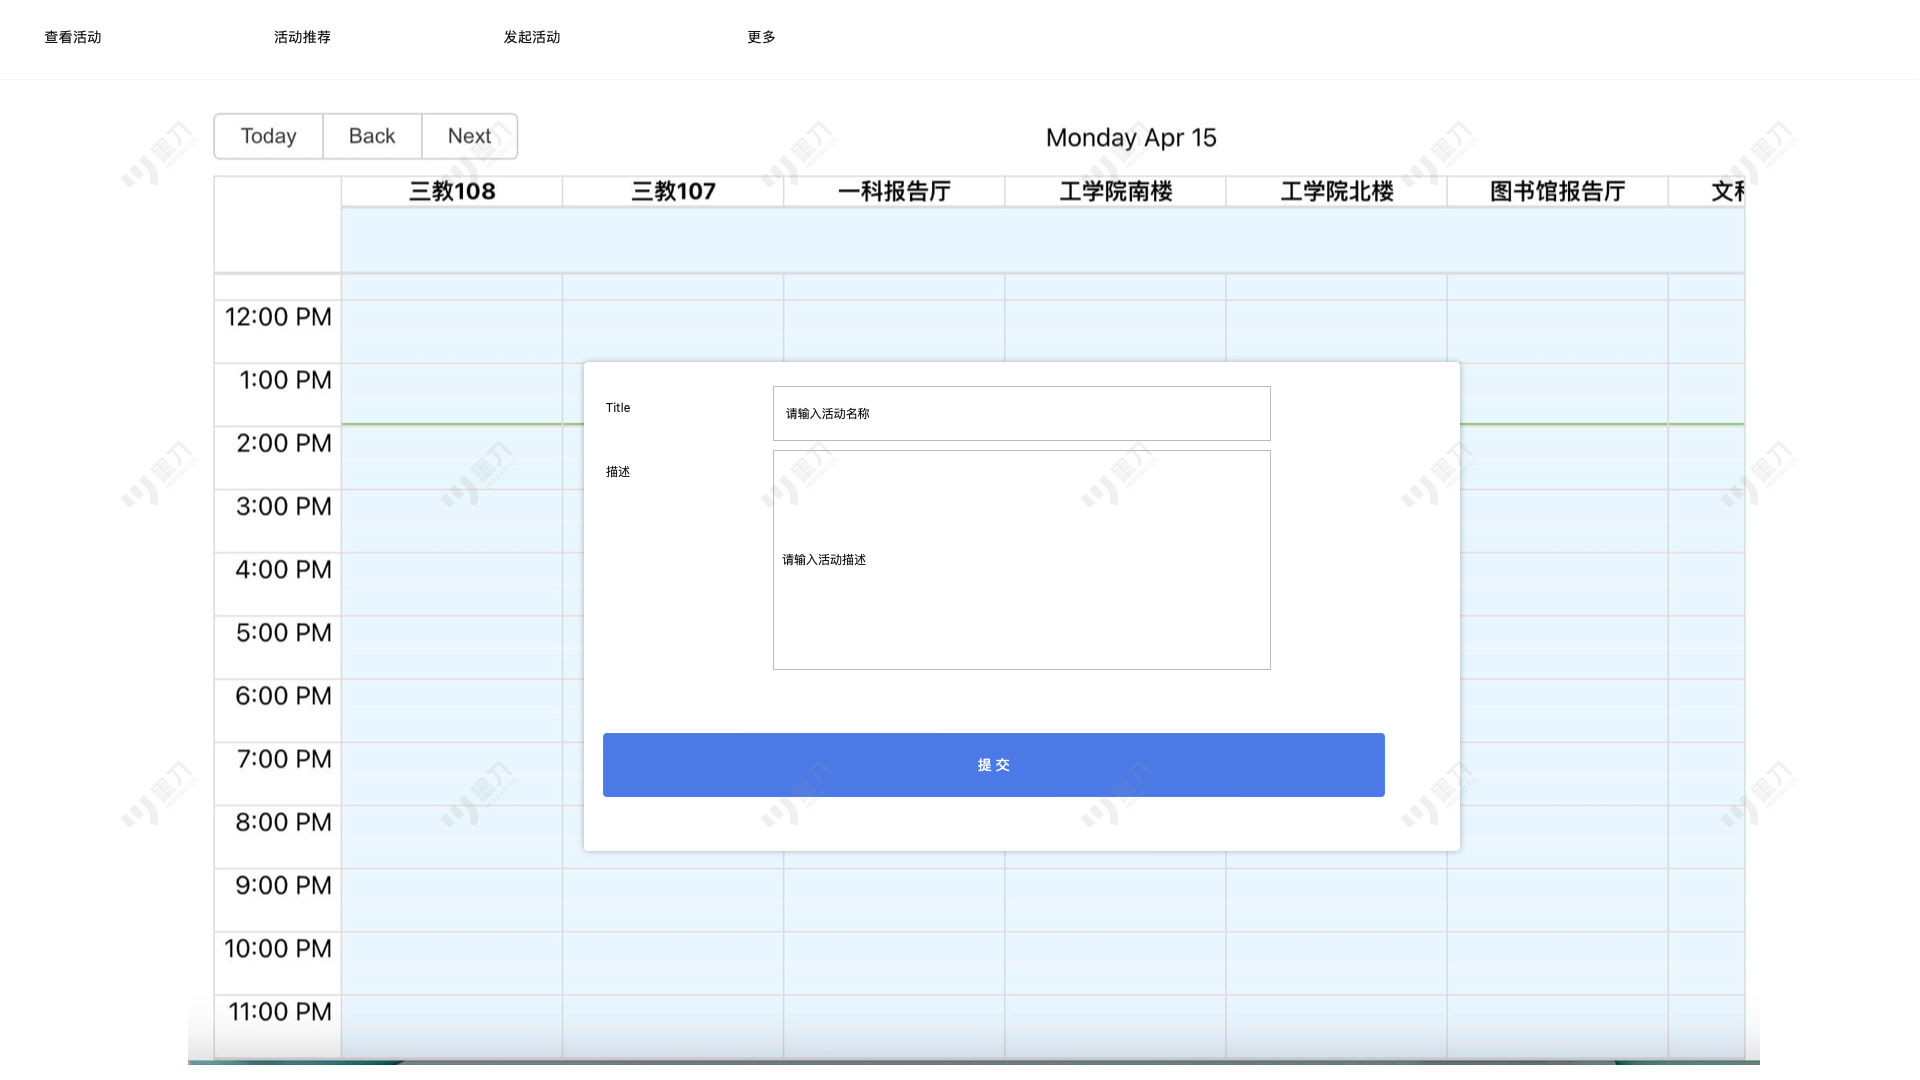 查看活动
活动推荐
发起活动
更多
Today
Back
Next
Monday Apr 15
三教108
三教107
一科报告厅
工学院南楼
工学院北楼
图书馆报告厅
文
12:00 PM
1:00 PM
2:00 PM
3:00 PM
4:00 PM
5:00 PM
6:00 PM
7:00 PM
8:00 PM
9:00 PM
10:00 PM
11:00 PM
Title
请输入活动名称
描述
请输入活动描述
提交
墨刀